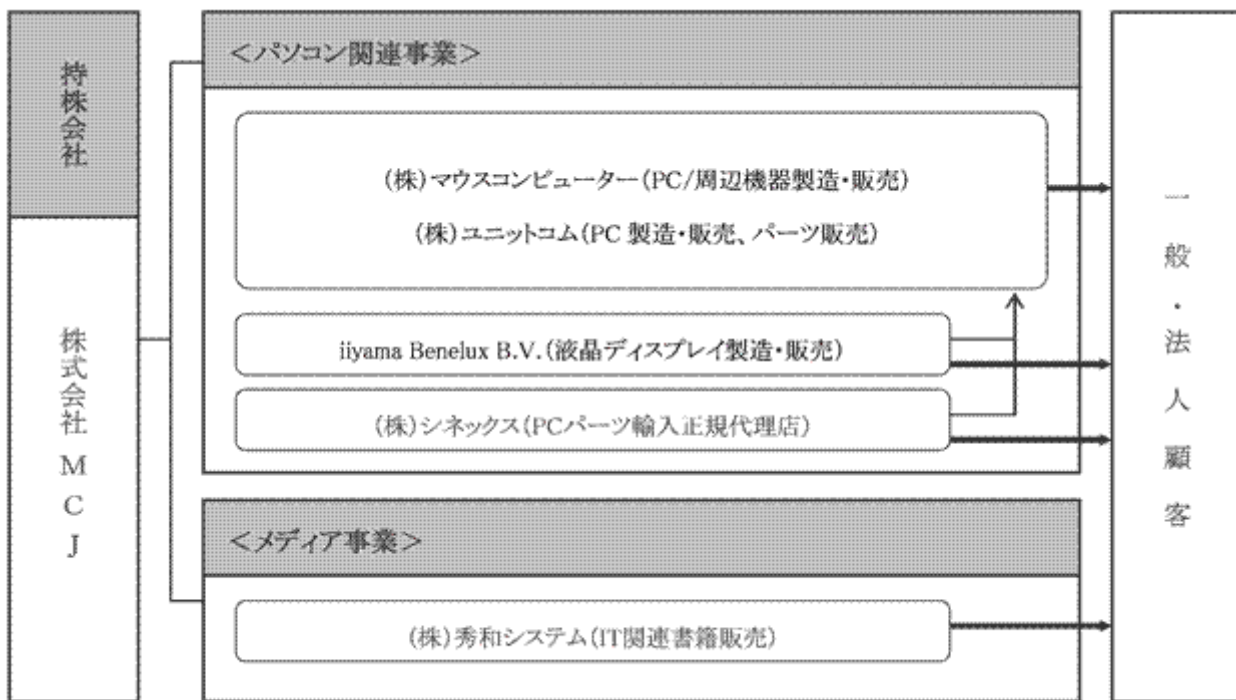 持株会社
株式会社MCJ
＜パソコン関連事業＞
(株)マウスコンピューター(PC/周辺機器製造・販売)
(株)ユニットコム(PC 製造・販売、パーツ販売)
iiyama Benelux B.V.(液晶ディスプレイ製造・販売)
(株)シネックス(PCパーツ輸入正規代理店)
＜メディア事業＞
(株)秀和システム(IT関連書籍販売)
一般・法人顧客